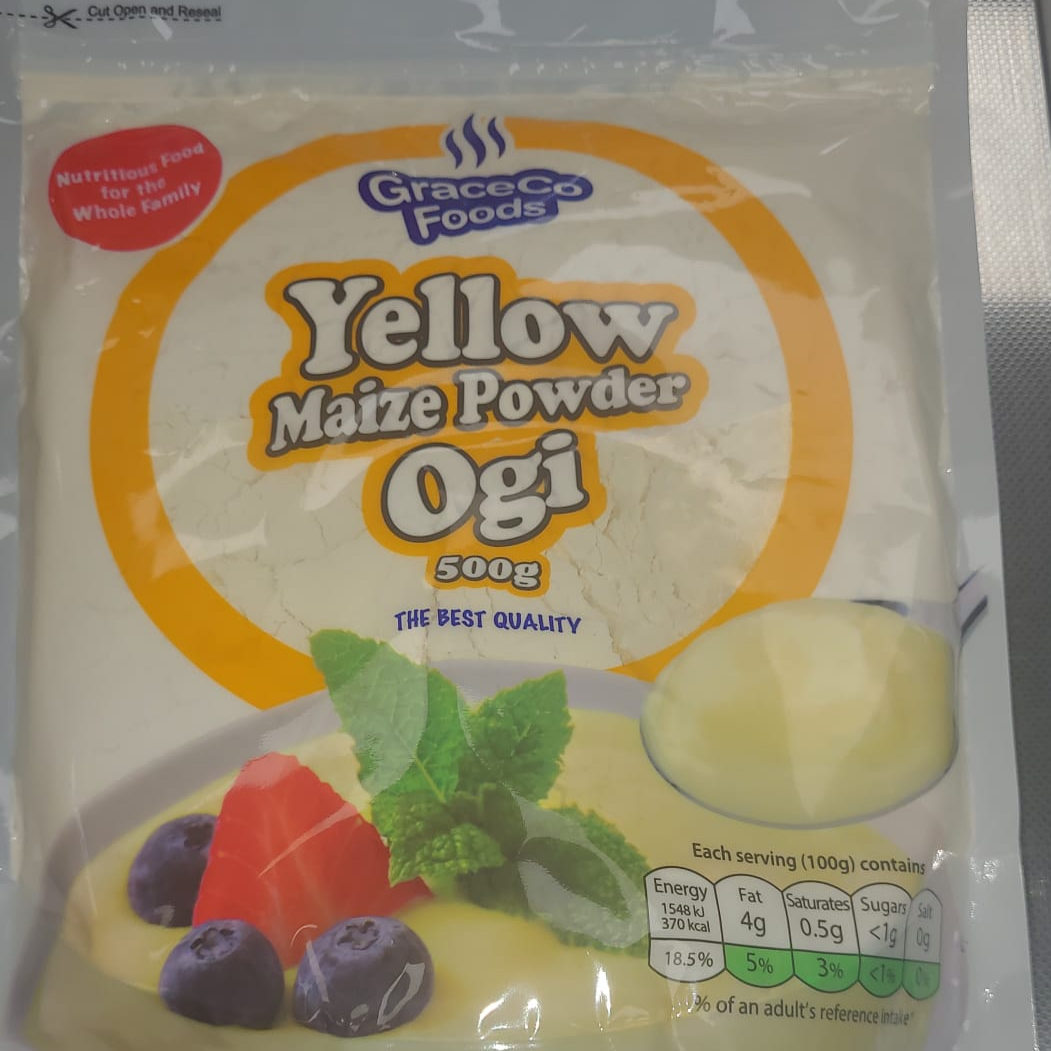 Cut Open and Reseal
Nutritious Food
for the
Whole Family
GraceCo
Foods
Yellow
Maize Powder
Ogi
500g
THE BEST QUALITY
Each serving (100g) contains
Energy
1548 kJ
370 kcal
18.5%
Fat
4g
5%
Saturates
0.5g
3%
Sugars
<1g
<1%
Salt
0g
0%
% of an adult's reference intake*